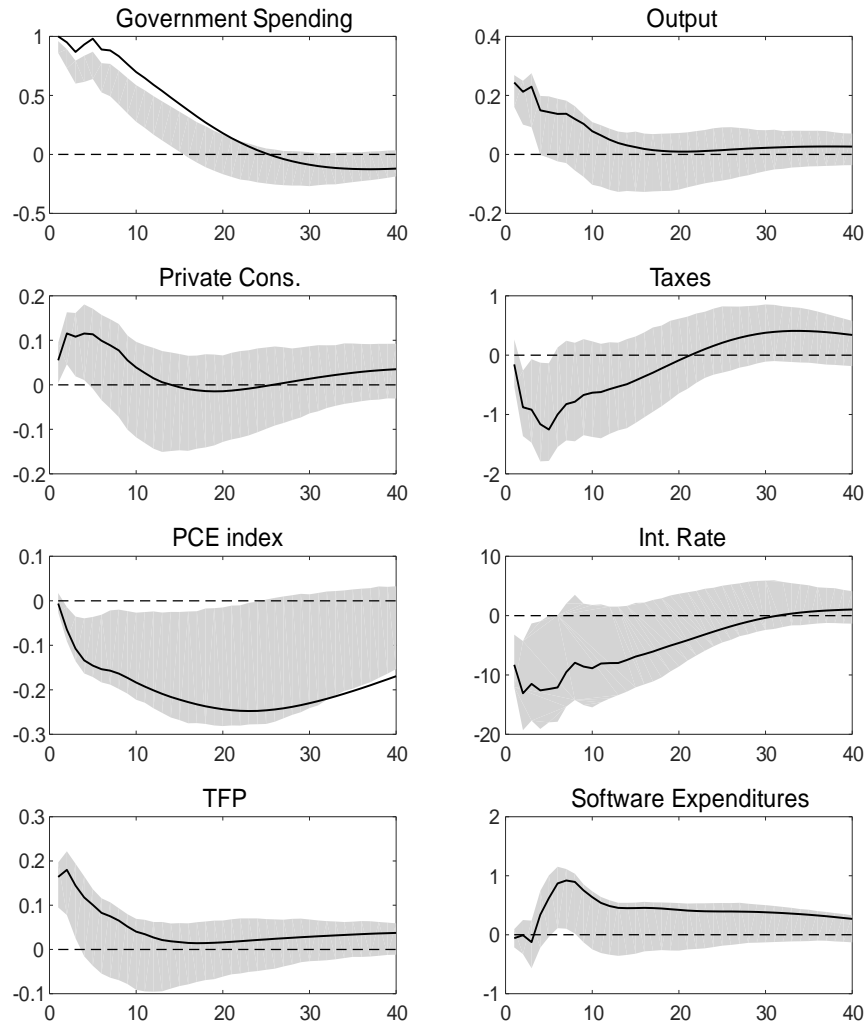 Government Spending
1
0.5
0
-0.5
0 10 20 30 40
Output
0.4
0.2
0
-0.2
0 10 20 30 40
Private Cons.
0.2
0.1
0
-0.1
-0.2
0 10 20 30 40
Taxes
1
0
-1
-2
0 10 20 30 40
PCE index
0.1
0
-0.1
-0.2
-0.3
0 10 20 30 40
Int. Rate
10
0
-10
-20
0 10 20 30 40
TFP
0.3
0.2
0.1
0
-0.1
0 10 20 30 40
Software Expenditures
2
1
0
-1
0 10 20 30 40